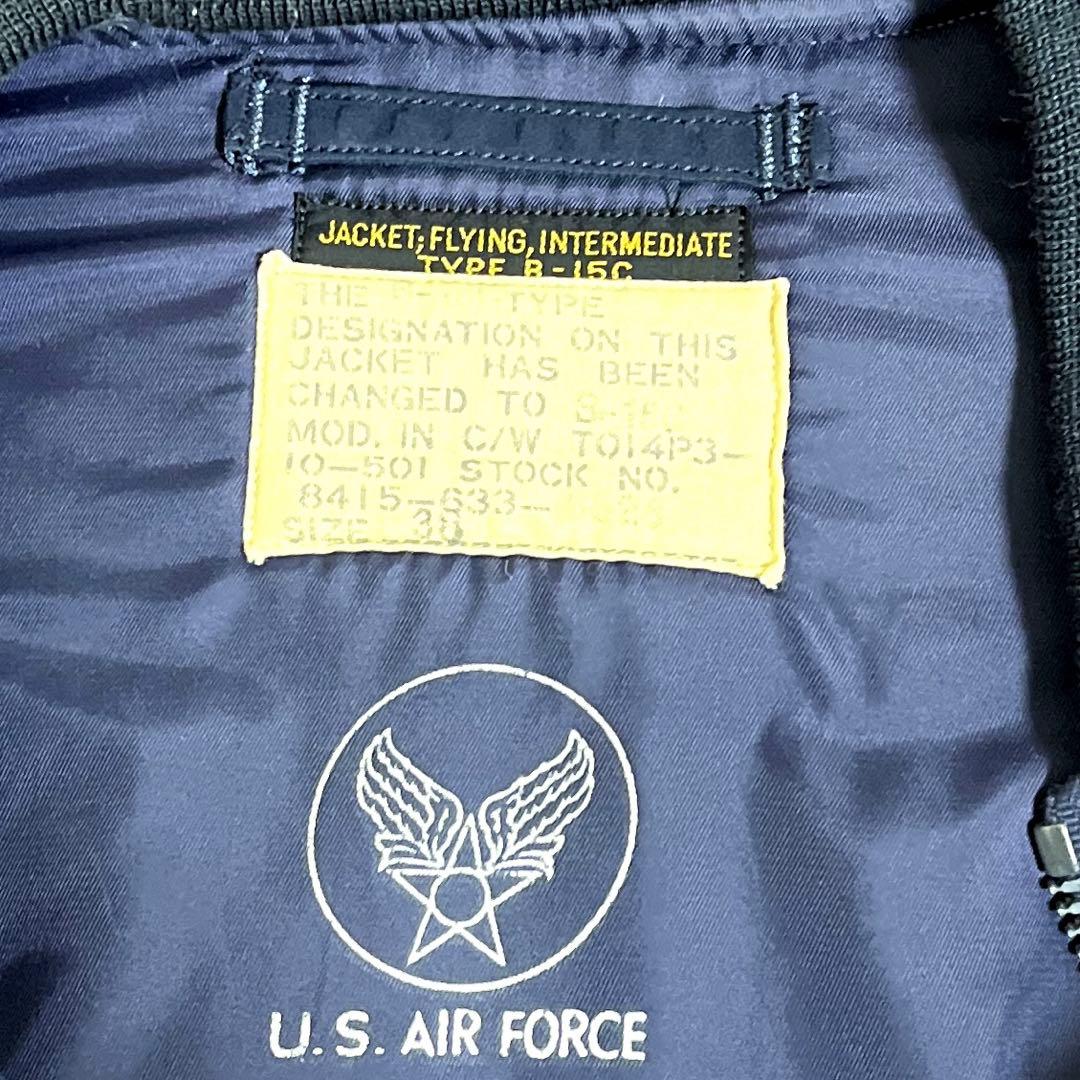 JACKET; FLYING, INTERMEDIATE
TYPE B-15C
THE TYPE
DESIGNATION ON THIS
JACKET HAS BEEN
CHANGED TO
MOD. IN C/W TO14P3-
10-501 STOCK NO.
8415-633-
SIZE 36
U.S. AIR FORCE